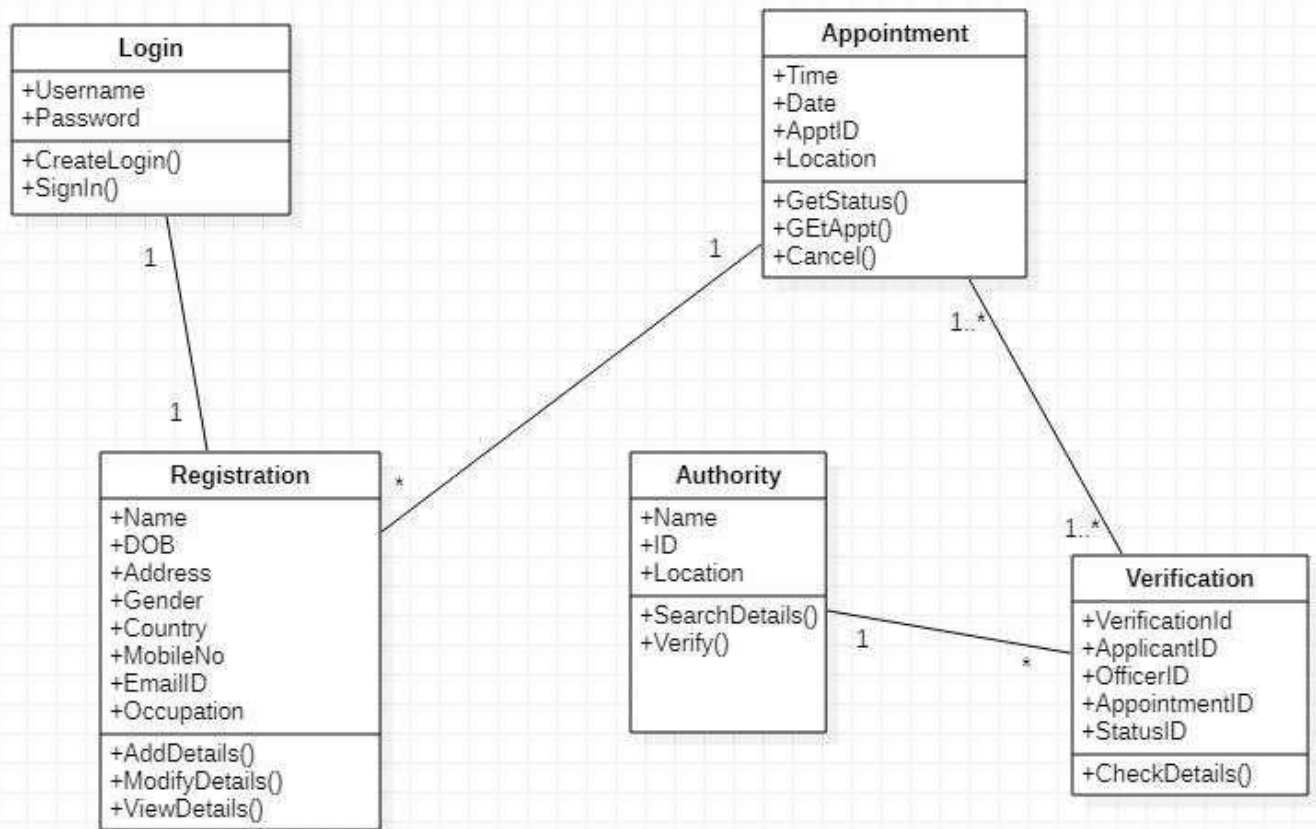 Login
+Username
+Password
+CreateLogin()
+SignIn()
Appointment
+Time
+Date
+ApptID
+Location
+GetStatus()
+GEtAppt()
+Cancel()
1
1
1
*
1..*
1..*
Registration
+Name
+DOB
+Address
+Gender
+Country
+MobileNo
+EmailID
+Occupation
+AddDetails()
+ModifyDetails()
+ViewDetails()
Authority
+Name
+ID
+Location
+SearchDetails()
+Verify()
1
*
Verification
+VerificationId
+ApplicantID
+OfficerID
+AppointmentID
+StatusID
+CheckDetails()